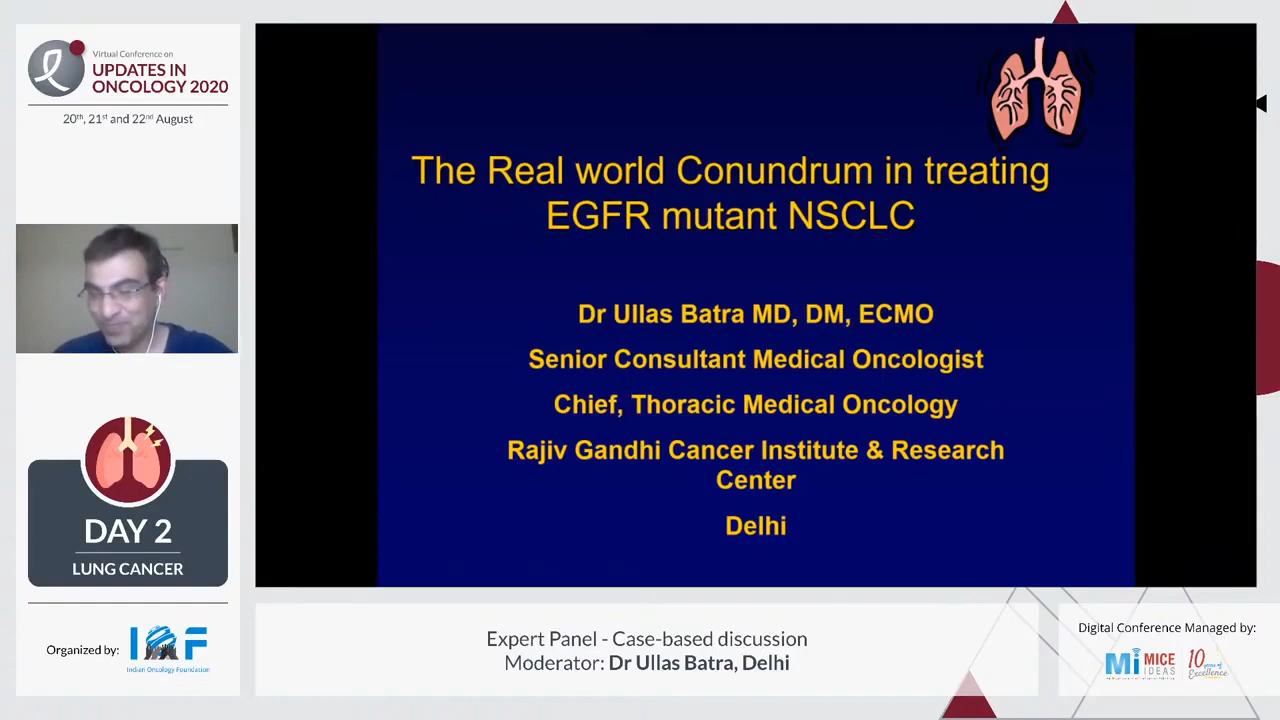 Virtual Conference on
UPDATES IN
ONCOLOGY 2020
20th, 21st and 22nd August
DAY 2
LUNG CANCER
Organized by:
IOF
Indian Oncology Foundation
The Real world Conundrum in treating
EGFR mutant NSCLC
Dr Ullas Batra MD, DM, ECMO
Senior Consultant Medical Oncologist
Chief, Thoracic Medical Oncology
Rajiv Gandhi Cancer Institute & Research
Center
Delhi
Expert Panel - Case-based discussion
Moderator: Dr Ullas Batra, Delhi
Digital Conference Managed by:
Mi MICE
IDEAS
10 years of
Excellence